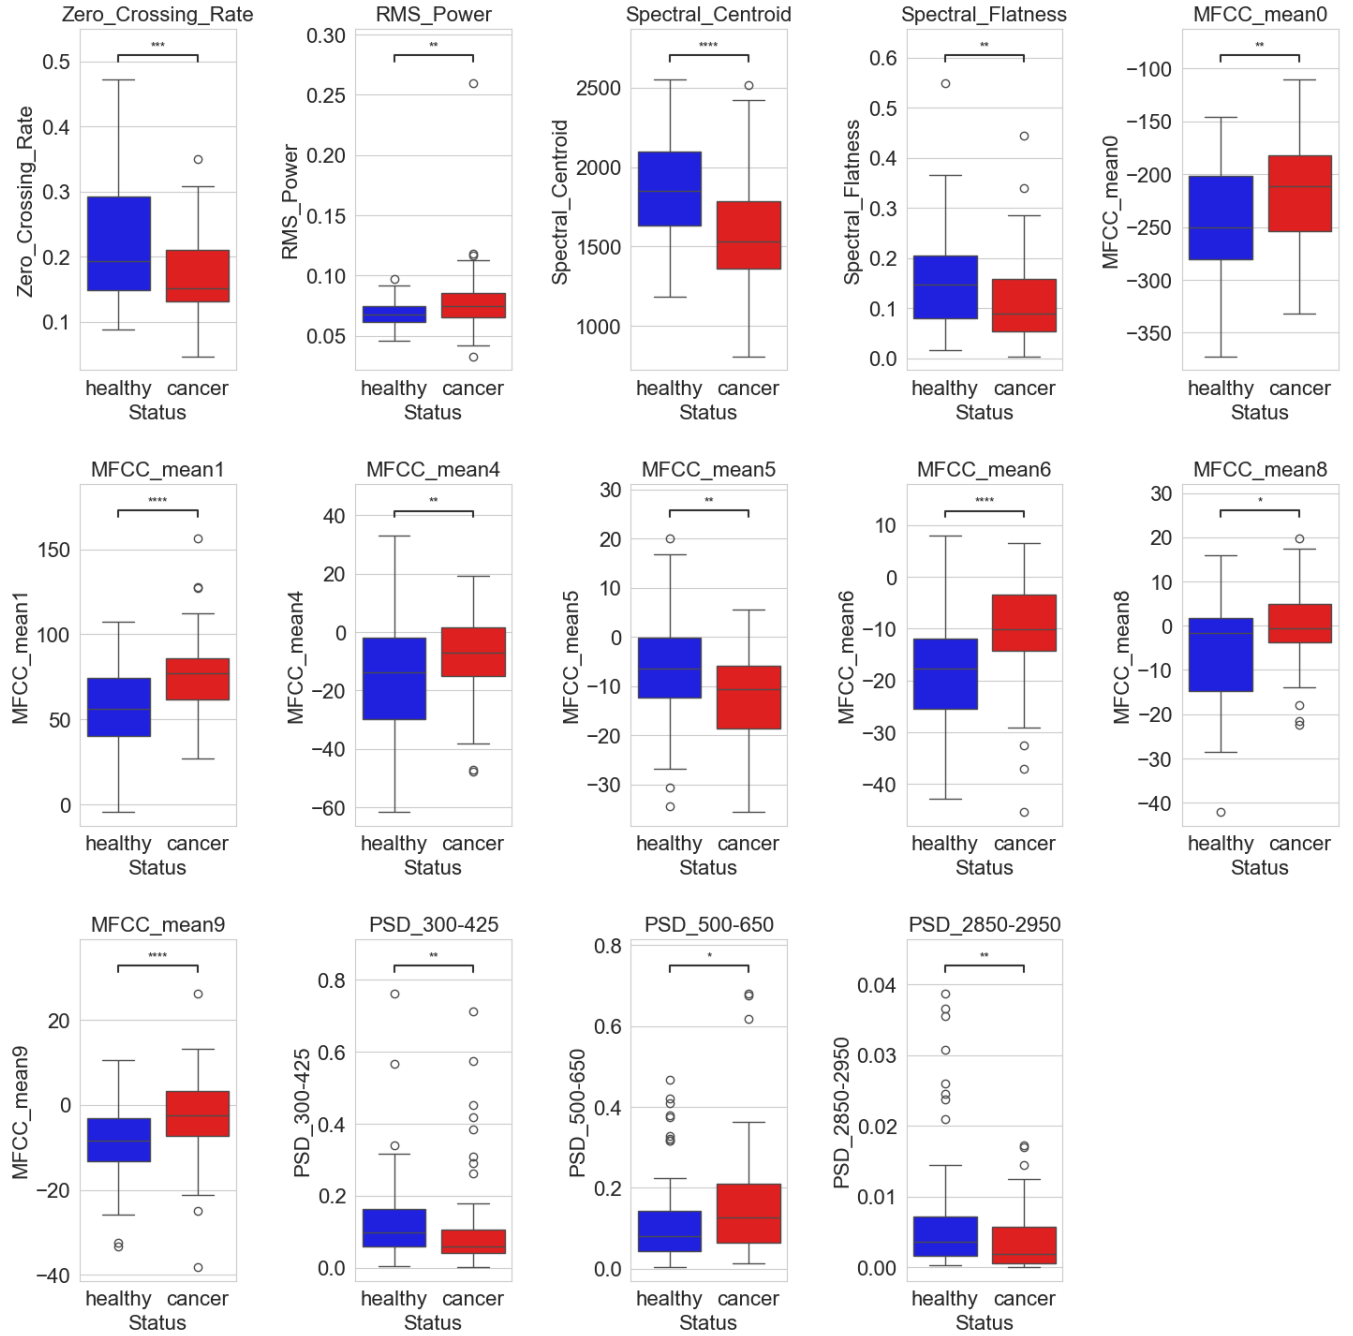 Zero_Crossing_Rate
***
0.5
0.4
0.3
0.2
0.1
Zero_Crossing_Rate
healthy cancer
Status
RMS_Power
**
0.30
0.25
0.20
0.15
0.10
0.05
RMS_Power
healthy cancer
Status
Spectral_Centroid
****
2500
2000
1500
1000
Spectral_Centroid
healthy cancer
Status
Spectral_Flatness
**
0.6
0.5
0.4
0.3
0.2
0.1
0.0
Spectral_Flatness
healthy cancer
Status
MFCC_mean0
**
−100
−150
−200
−250
−300
−350
MFCC_mean0
healthy cancer
Status
MFCC_mean1
****
150
100
50
0
MFCC_mean1
healthy cancer
Status
MFCC_mean4
**
40
20
0
−20
−40
−60
MFCC_mean4
healthy cancer
Status
MFCC_mean5
**
30
20
10
0
−10
−20
−30
MFCC_mean5
healthy cancer
Status
MFCC_mean6
****
10
0
−10
−20
−30
−40
MFCC_mean6
healthy cancer
Status
MFCC_mean8
*
30
20
10
0
−10
−20
−30
−40
MFCC_mean8
healthy cancer
Status
MFCC_mean9
****
20
0
−20
−40
MFCC_mean9
healthy cancer
Status
PSD_300-425
**
0.8
0.6
0.4
0.2
0.0
PSD_300-425
healthy cancer
Status
PSD_500-650
*
0.8
0.6
0.4
0.2
0.0
PSD_500-650
healthy cancer
Status
PSD_2850-2950
**
0.04
0.03
0.02
0.01
0.00
PSD_2850-2950
healthy cancer
Status